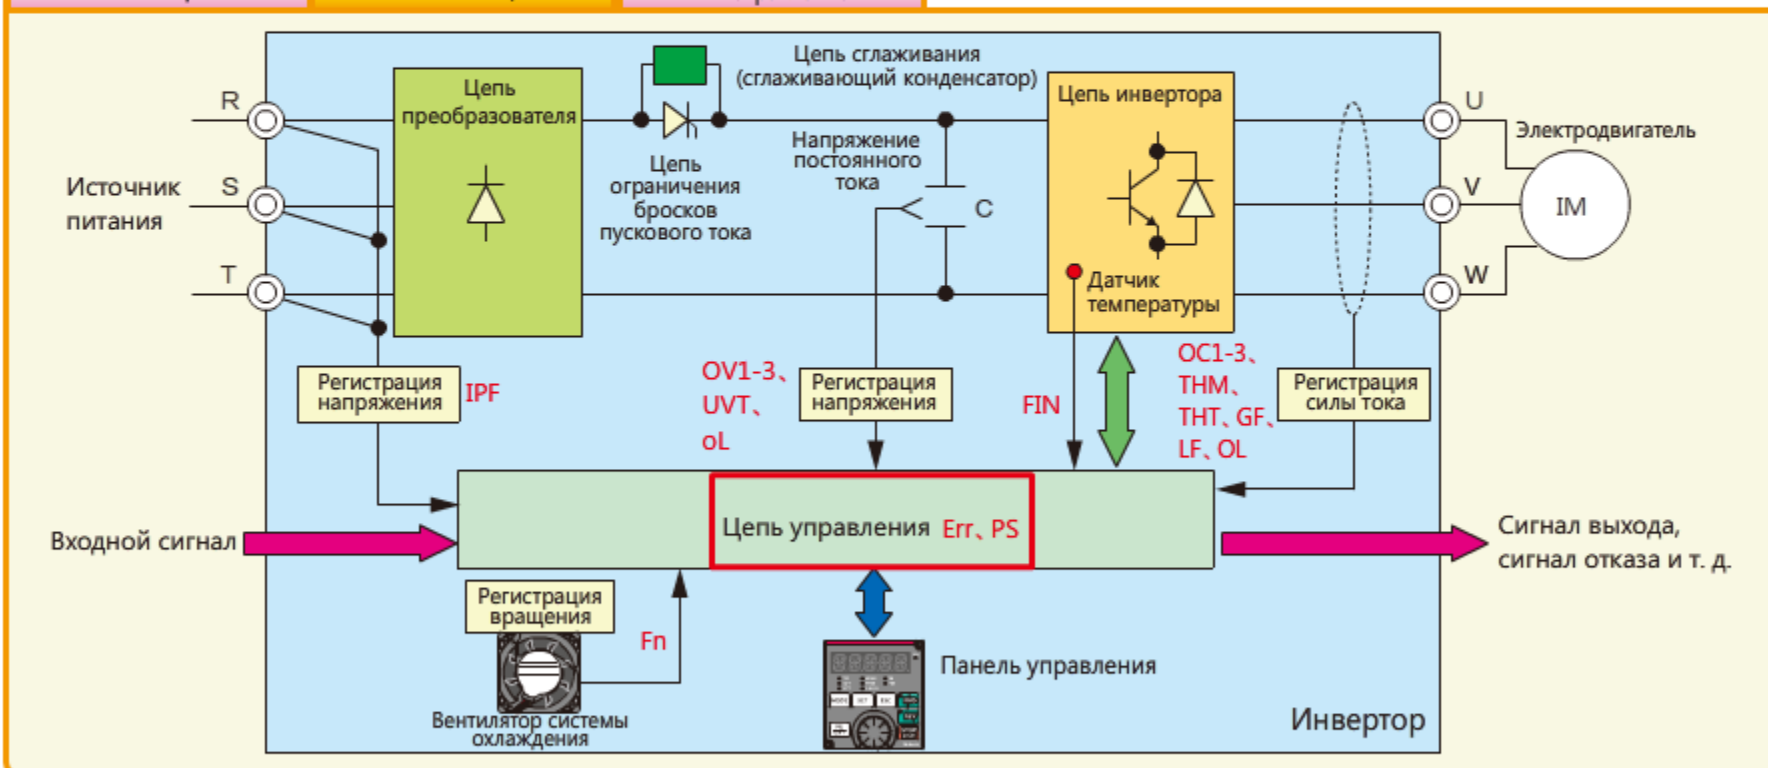 Цепь сглаживания
(сглаживающий конденсатор)
Цепь
преобразователя
Цепь инвертора
R
U
Электродвигатель
Напряжение
постоянного
тока
Цепь
ограничения
бросков
пускового тока
Источник
питания
S
C
V
IM
T
W
Датчик
температуры
Регистрация
напряжения
IPF
OV1-3、
UVT、
oL
Регистрация
напряжения
FIN
OC1-3、
THM、
THT、GF、
LF、OL
Регистрация
силы тока
Входной сигнал
Цепь управления Err、PS
Сигнал выхода,
сигнал отказа и т. д.
Регистрация
вращения
Fn
Панель управления
Вентилятор системы
охлаждения
Инвертор